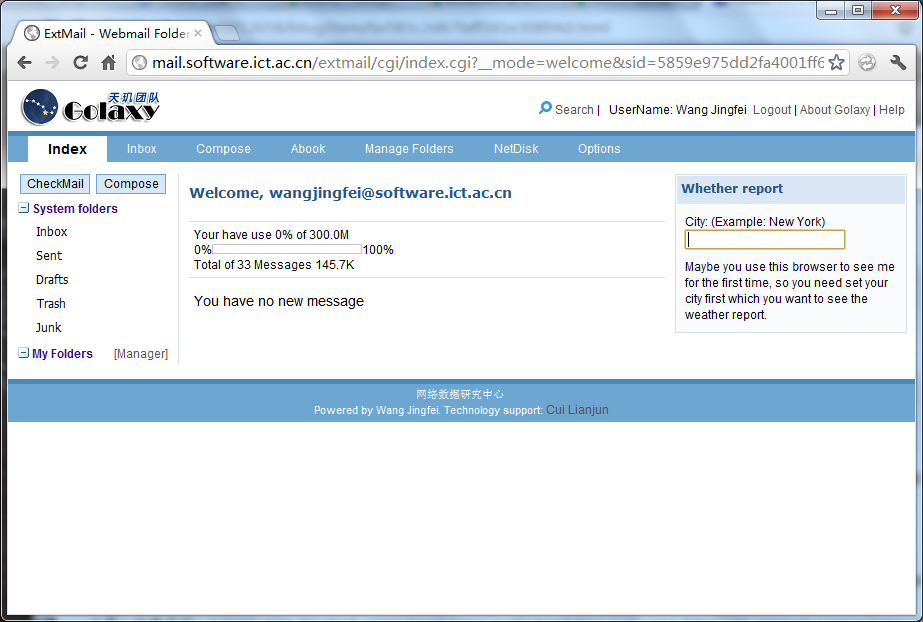 ExtMail - Webmail Folde
mail.software.ict.ac.cn/extmail/cgi/index.cgi?__mode=welcome&sid=5859e975dd2fa4001ff6
天玑团队
Golaxy
Search | UserName: Wang Jingfei Logout | About Golaxy | Help
Index Inbox Compose Abook Manage Folders NetDisk Options
CheckMail Compose
System folders
Inbox
Sent
Drafts
Trash
Junk
My Folders [Manager]
Welcome, wangjingfei@software.ict.ac.cn
Your have use 0% of 300.0M
0% 100%
Total of 33 Messages 145.7K
You have no new message
Whether report
City: (Example: New York)
Maybe you use this browser to see me
for the first time, so you need set your
city first which you want to see the
weather report.
网络数据研究中心
Powered by Wang Jingfei. Technology support: Cui Lianjun